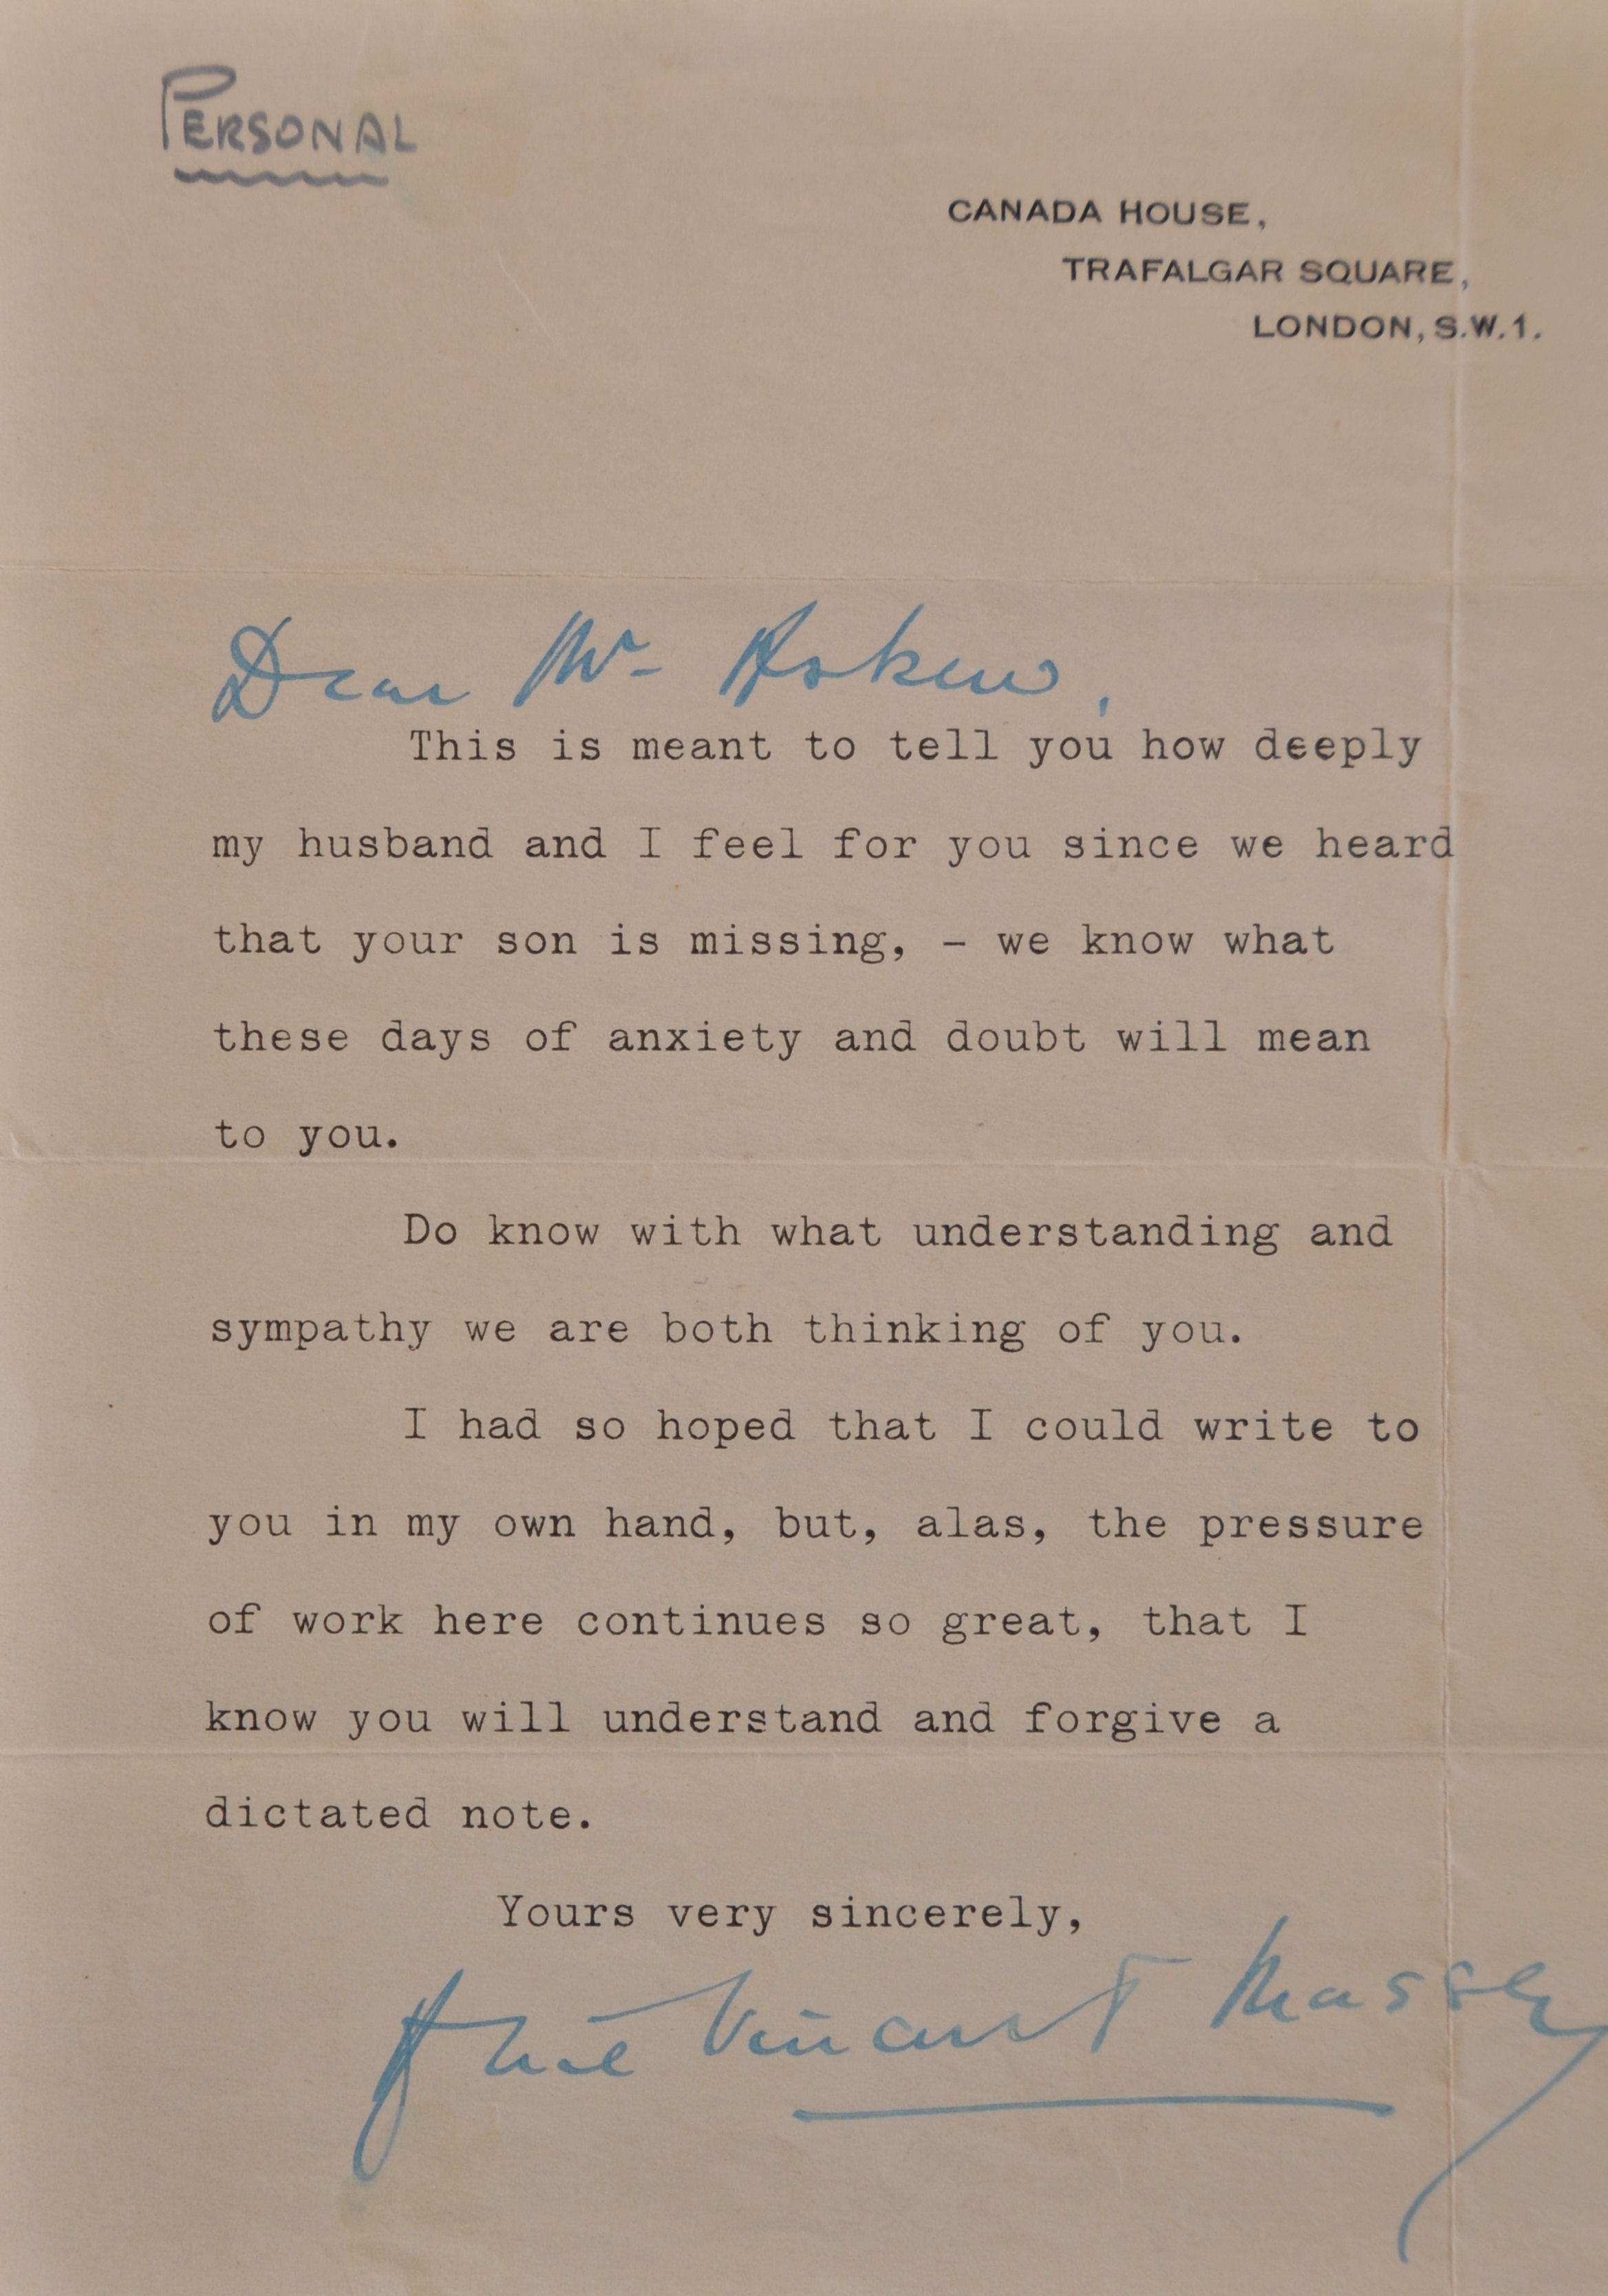 PERSONAL
CANADA HOUSE,
TRAFALGAR SQUARE,
LONDON, S.W.1.
Dear Mr. Askew,
This is meant to tell you how deeply
my husband and I feel for you since we heard
that your son is missing, - we know what
these days of anxiety and doubt will mean
to you.
Do know with what understanding and
sympathy we are both thinking of you.
I had so hoped that I could write to
you in my own hand, but, alas, the pressure
of work here continues so great, that I
know you will understand and forgive a
dictated note.
Yours very sincerely,
Alice Vincent Massey